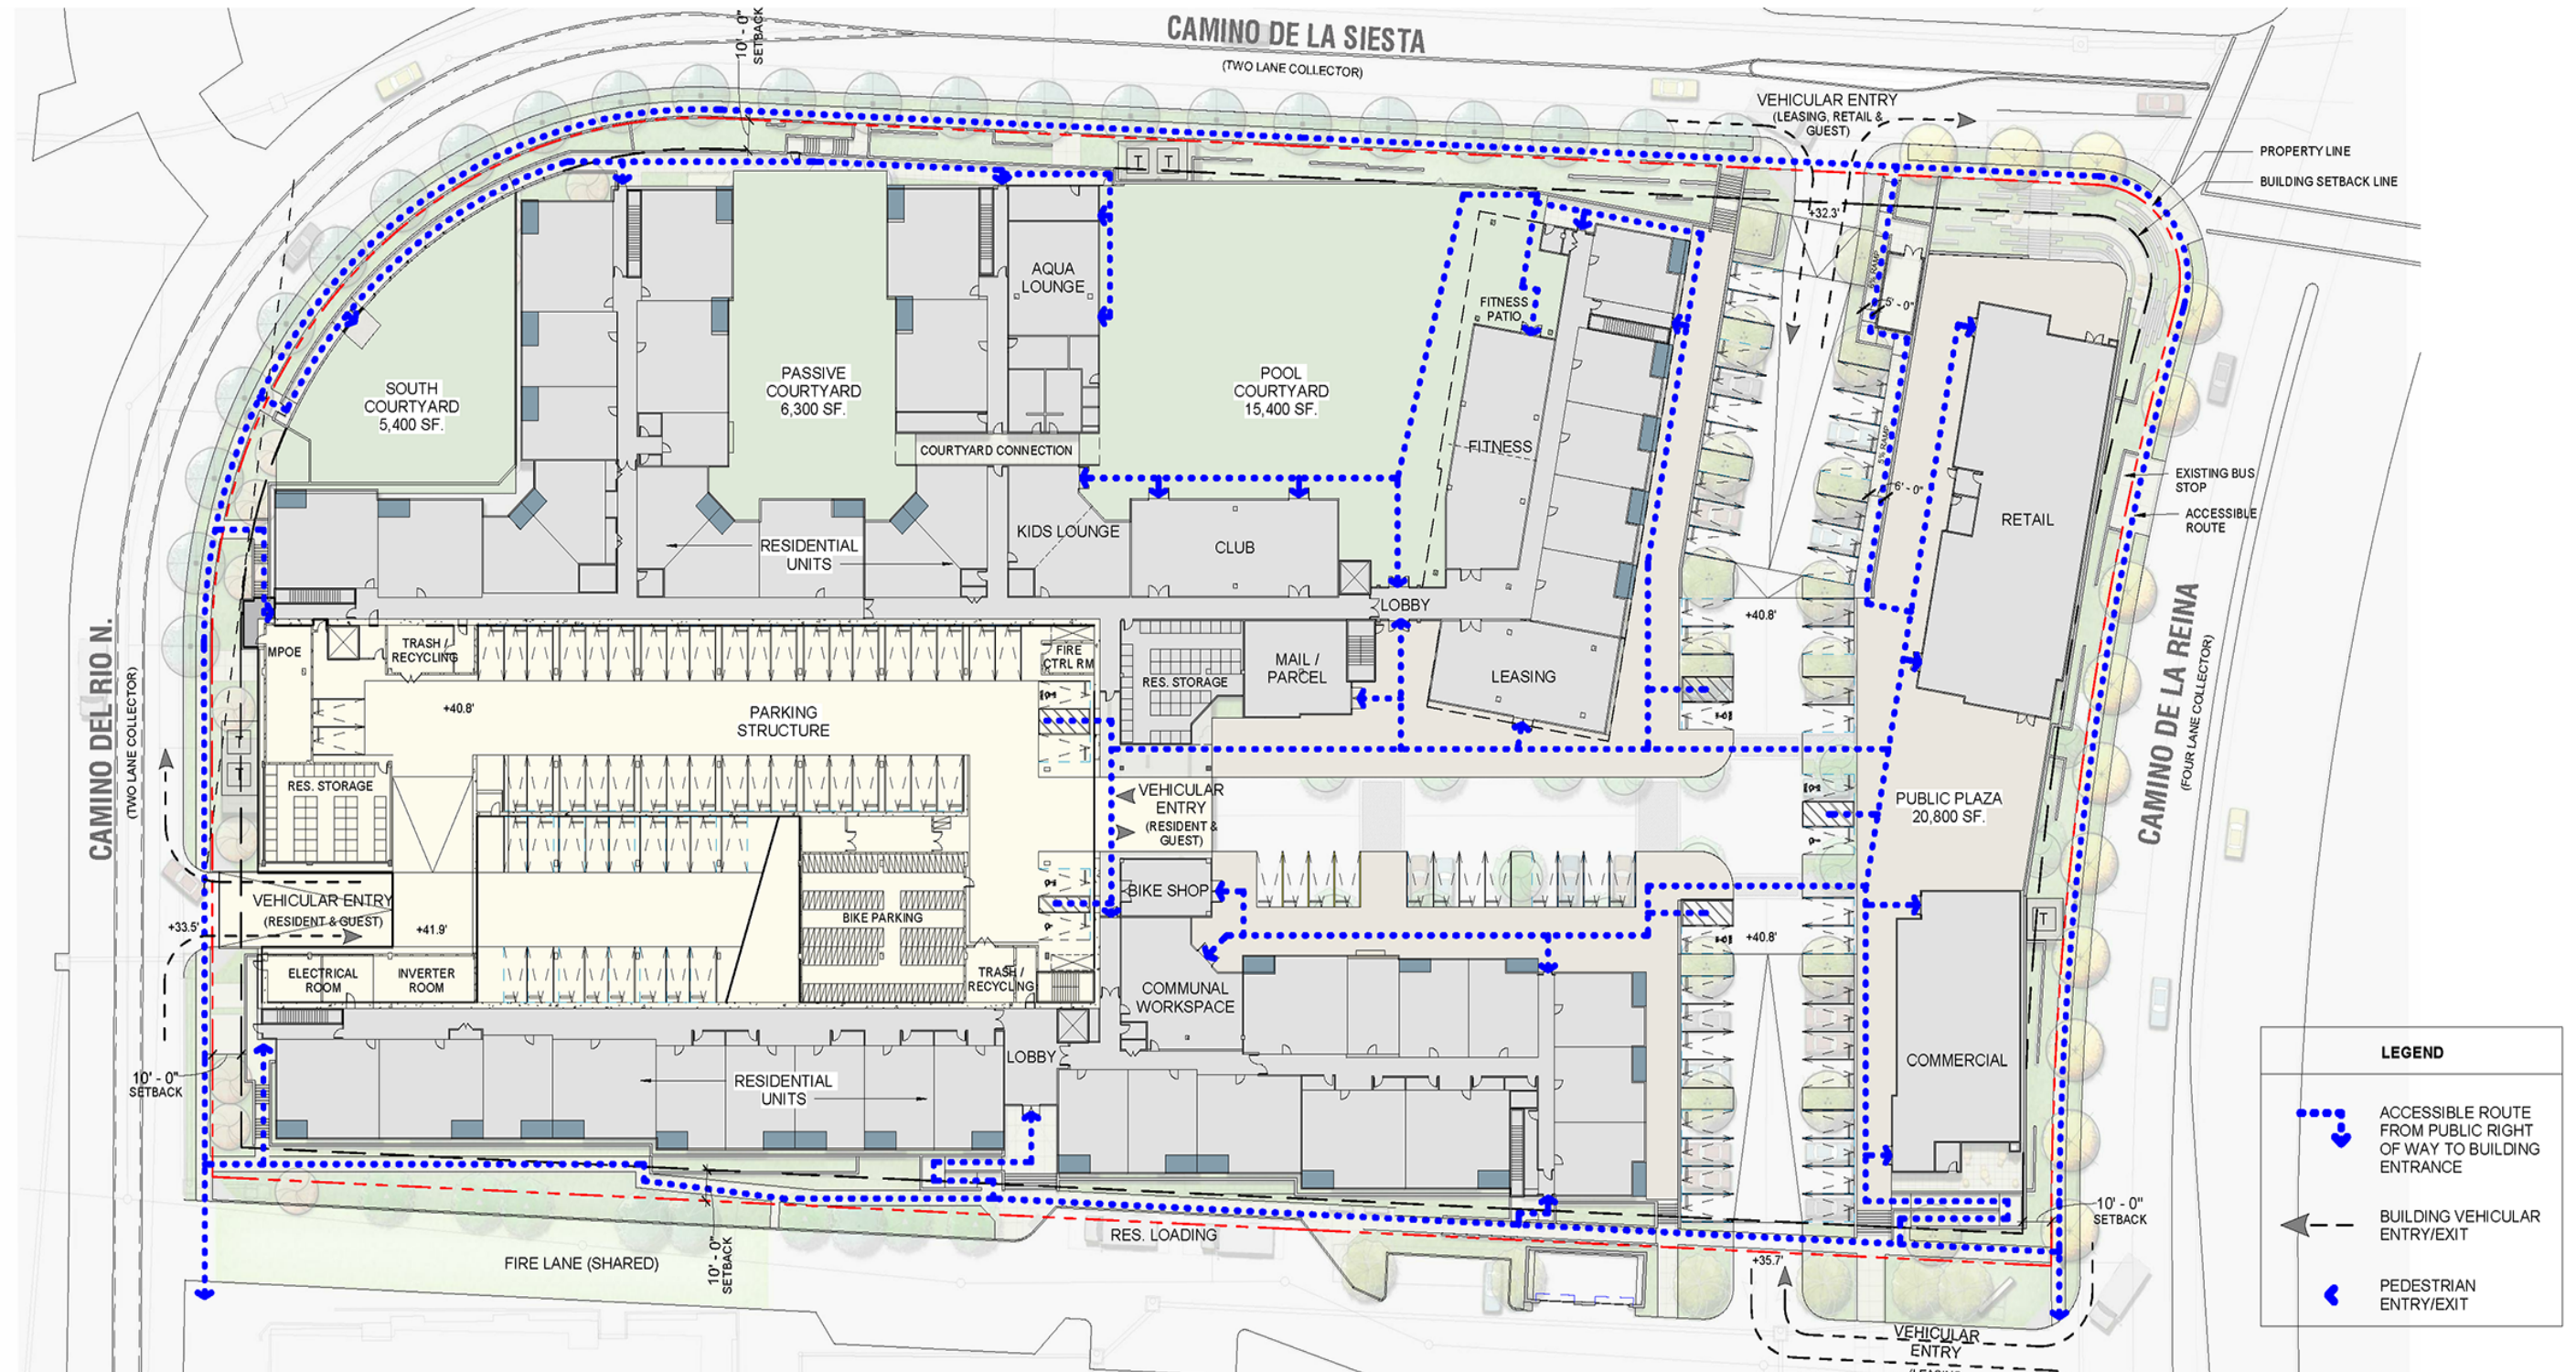 CAMINO DE LA SIESTA
(TWO LANE COLLECTOR)
10' - 0"
SETBACK
VEHICULAR ENTRY
(LEASING, RETAIL &
GUEST)
PROPERTY LINE
BUILDING SETBACK LINE
T
T
+32.3'
5% RAMP
5' - 0"
AQUA
LOUNGE
FITNESS
PATIO
SOUTH
COURTYARD
5,400 SF.
PASSIVE
COURTYARD
6,300 SF.
POOL
COURTYARD
15,400 SF.
COURTYARD CONNECTION
FITNESS
5% RAMP
6' - 0"
EXISTING BUS
STOP
ACCESSIBLE
ROUTE
RETAIL
KIDS LOUNGE
CLUB
RESIDENTIAL
UNITS
LOBBY
+40.8'
CAMINO DEL RIO N.
(TWO LANE COLLECTOR)
CAMINO DE LA REINA
(FOUR LANE COLLECTOR)
MPOE
TRASH /
RECYCLING
FIRE
CTRL RM
RES. STORAGE
MAIL /
PARCEL
LEASING
+40.8'
PARKING
STRUCTURE
T
T
RES. STORAGE
VEHICULAR
ENTRY
(RESIDENT &
GUEST)
PUBLIC PLAZA
20,800 SF.
VEHICULAR ENTRY
(RESIDENT & GUEST)
+33.5'
+41.9'
BIKE PARKING
BIKE SHOP
T
+40.8'
ELECTRICAL
ROOM
INVERTER
ROOM
TRASH /
RECYCLING
COMMUNAL
WORKSPACE
LOBBY
COMMERCIAL
10' - 0"
SETBACK
RESIDENTIAL
UNITS
10' - 0"
SETBACK
RES. LOADING
FIRE LANE (SHARED)
10' - 0"
SETBACK
+35.7'
VEHICULAR
ENTRY
LEGEND
ACCESSIBLE ROUTE
FROM PUBLIC RIGHT
OF WAY TO BUILDING
ENTRANCE
BUILDING VEHICULAR
ENTRY/EXIT
PEDESTRIAN
ENTRY/EXIT